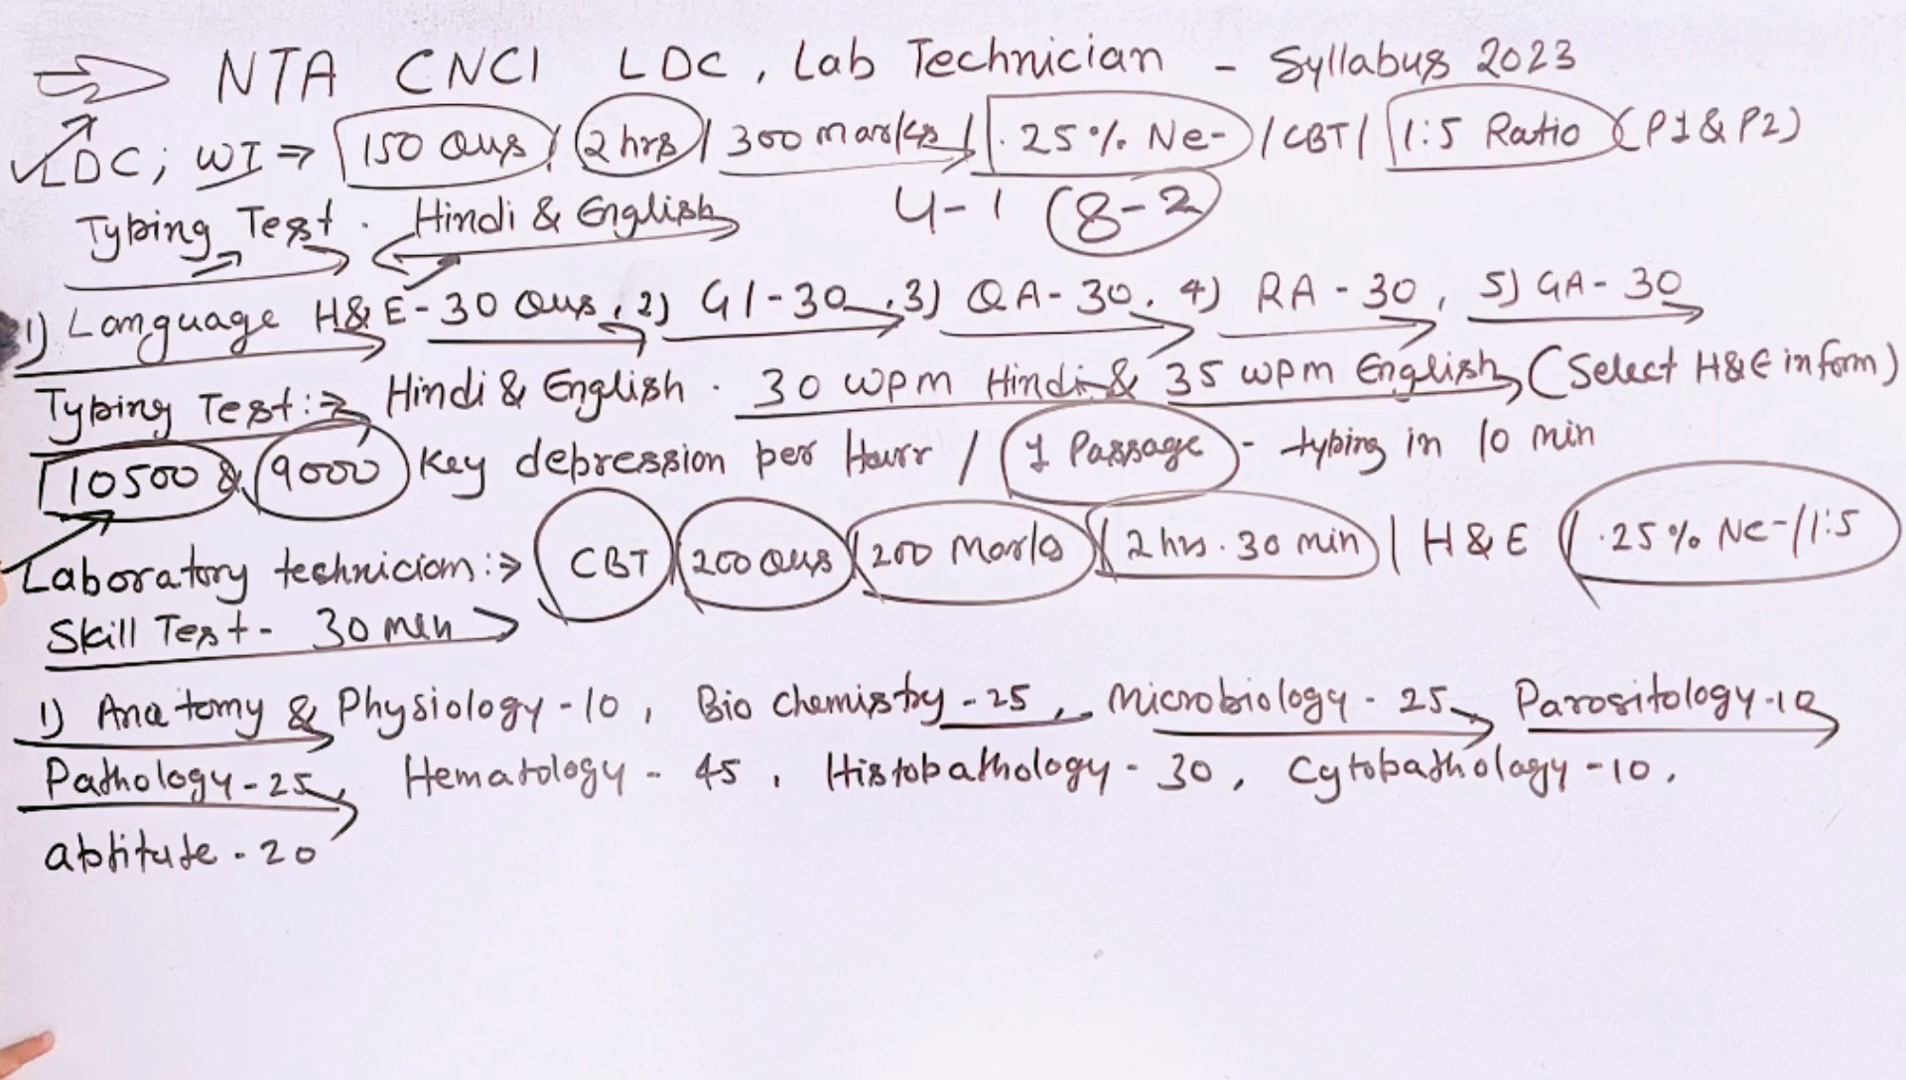 NTA CNCI LDC, Lab Technician - Syllabus 2023
LDC; WI ⇒ 150 Qus / 2 hrs / 300 marks / .25% Ne- / CBT / 1:5 Ratio (P1 & P2)
Typing Test. Hindi & English 4-1 (8-2
1) Language H&E - 30 Qus, 2) GI - 30, 3) QA - 30. 4) RA - 30, 5) GA - 30
Typing Test :→ Hindi & English. 30 WPM Hindi & 35 WPM English (Select H&E in form)
10500 & 9000 Key depression per Hour / 1 Passage - typing in 10 min
Laboratory technician :→ CBT / 200 Qus / 200 Marks / 2 hrs. 30 min / H & E / .25% Ne- / 1:5
Skill Test - 30 min
1) Anatomy & Physiology - 10, Bio chemistry - 25, Microbiology - 25, Parositology - 10
Pathology - 25, Hematology - 45, Histopathology - 30, Cytopathology - 10.
aptitute - 20